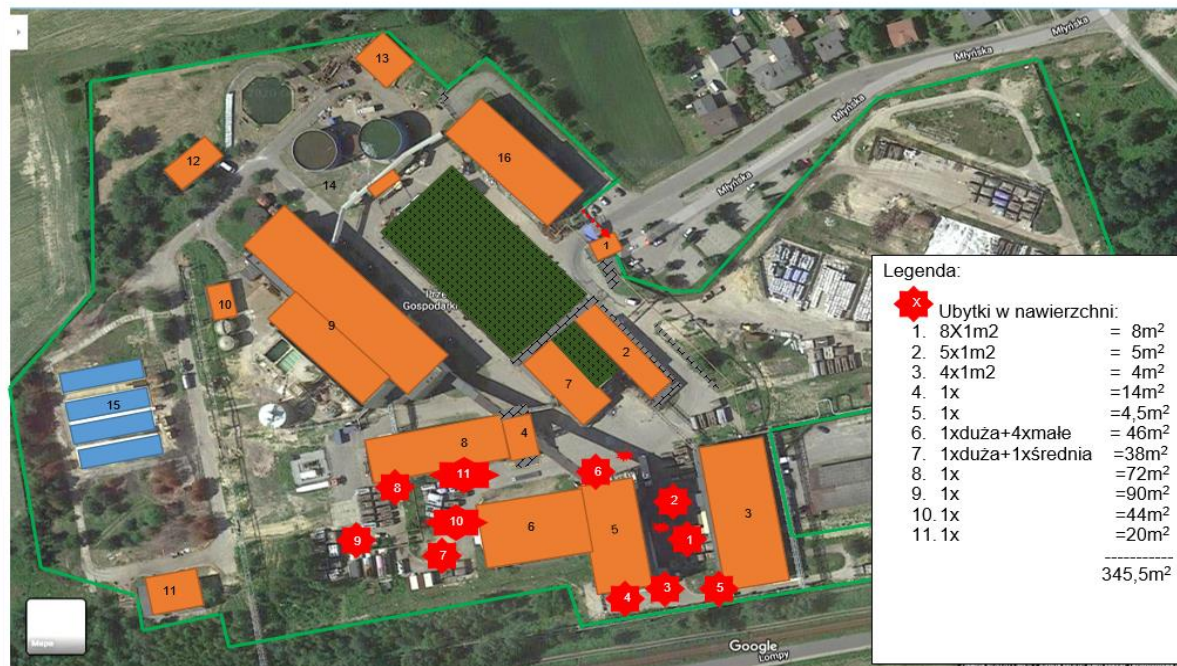 Młyńska
13
16
12
Młyńska
14
1
Młyńska
Gospodarki
10
9
2
7
15
8
4
11
8
6
10
9
7
6
5
2
1
3
11
4
3
5
Mapa
Google
Łompy
Legenda:
X Ubytki w nawierzchni:
1. 8X1m2 = 8m²
2. 5x1m2 = 5m²
3. 4x1m2 = 4m²
4. 1x =14m²
5. 1x =4,5m²
6. 1xduża+4xmałe = 46m²
7. 1xduża+1xśrednia =38m²
8. 1x =72m²
9. 1x =90m²
10. 1x =44m²
11. 1x =20m²
-----------
345,5m²